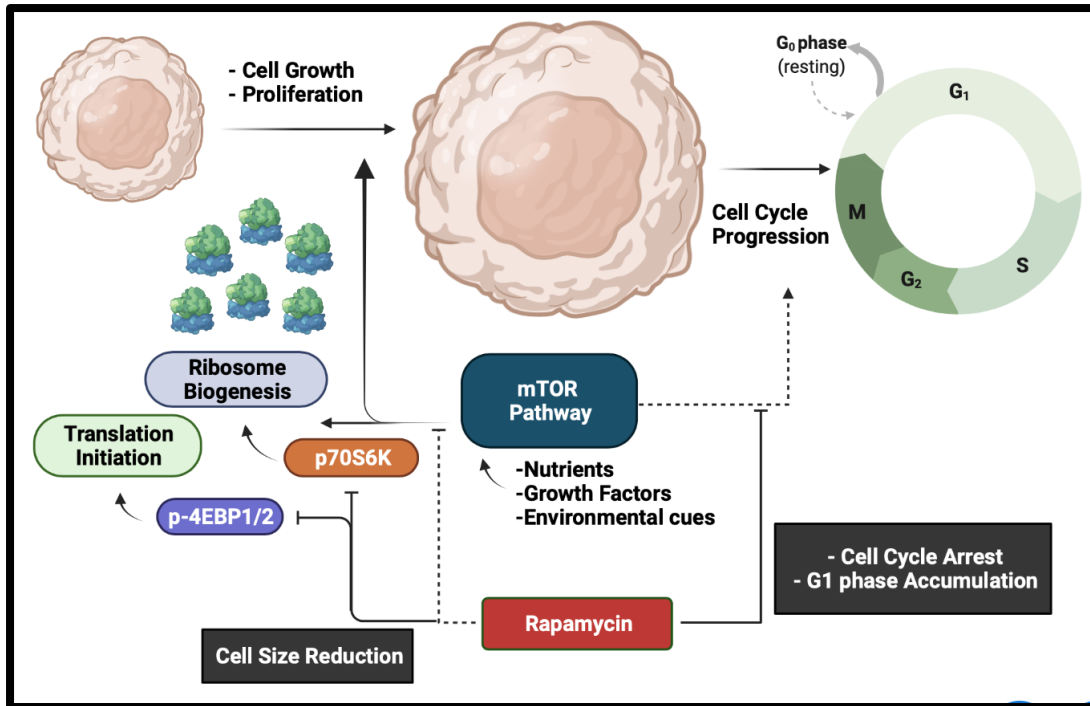 - Cell Growth
- Proliferation
G₀ phase
(resting)
G₁
M
S
G₂
Cell Cycle
Progression
Ribosome
Biogenesis
Translation
Initiation
p70S6K
p-4EBP1/2
mTOR
Pathway
-Nutrients
-Growth Factors
-Environmental cues
- Cell Cycle Arrest
- G1 phase Accumulation
Rapamycin
Cell Size Reduction